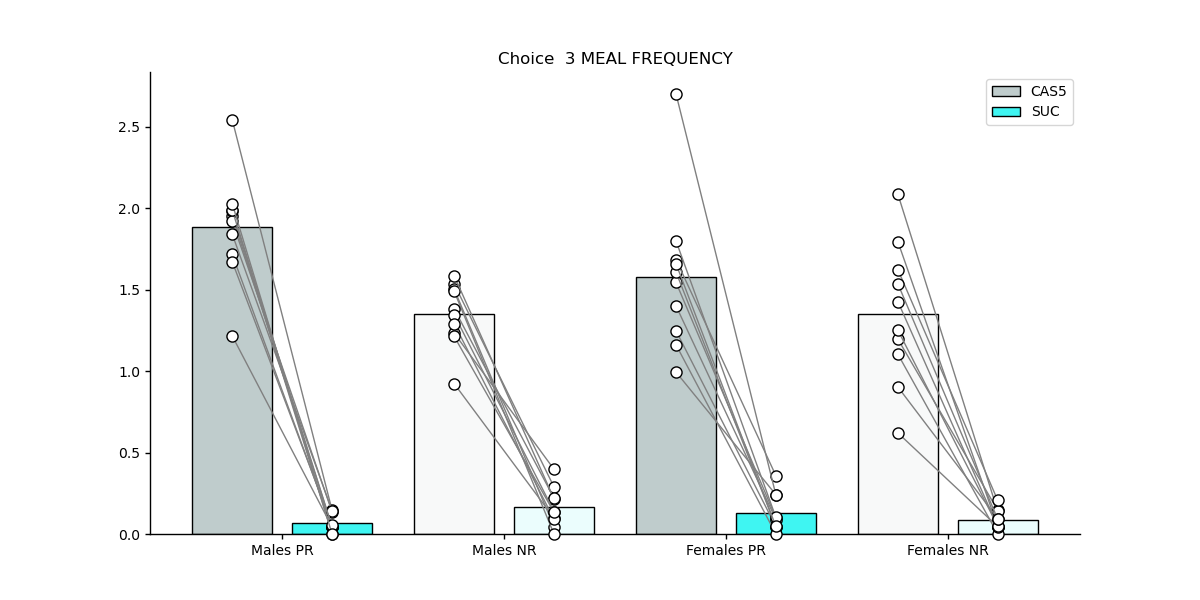 Choice  3 MEAL FREQUENCY
CAS5
SUC
2.5
2.0
1.5
1.0
0.5
0.0
Males PR
Males NR
Females PR
Females NR